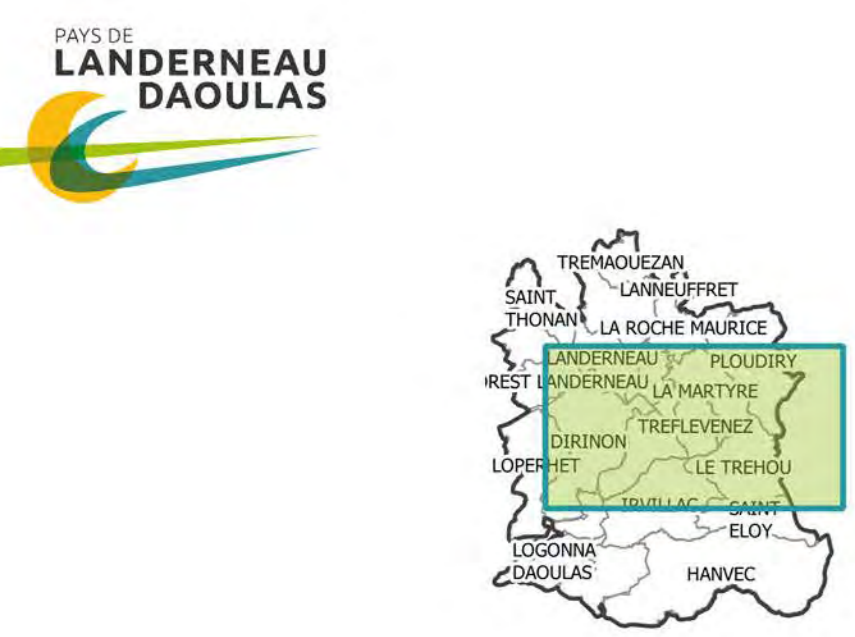 PAYS DE
LANDERNEAU
DAOULAS
TREMAOUEZAN
LANNEUFFRET
SAINT
THONAN
LA ROCHE MAURICE
LANDERNEAU
PLOUDIRY
OREST LANDERNEAU
LA MARTYRE
TREFLEVENEZ
DIRINON
LOPERHET
LE TREHOU
IRVILLAC
SAINT
ELOY
LOGONNA
DAOULAS
HANVEC